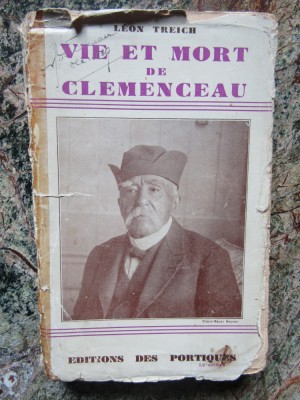 LÉON TREICH
VIE ET MORT
DE
CLEMENCEAU
EDITIONS DES PORTIQUES